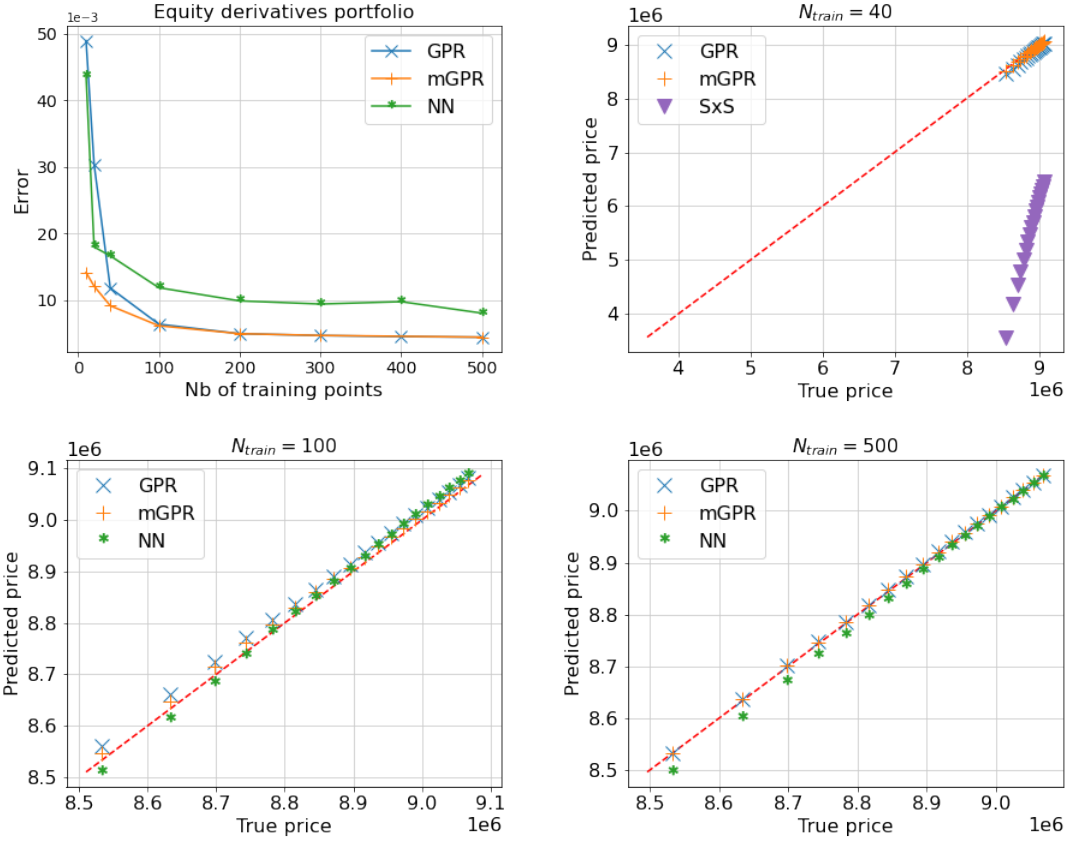 Equity derivatives portfolio
1e−3
50
40
30
20
10
Error
GPR
mGPR
NN
0
100
200
300
400
500
Nb of training points
N_train = 40
1e6
9
8
7
6
5
4
Predicted price
GPR
mGPR
SxS
4
5
6
7
8
9
True price
1e6
N_train = 100
1e6
9.1
9.0
8.9
8.8
8.7
8.6
8.5
Predicted price
GPR
mGPR
NN
8.5
8.6
8.7
8.8
8.9
9.0
9.1
True price
1e6
N_train = 500
1e6
9.0
8.9
8.8
8.7
8.6
8.5
Predicted price
GPR
mGPR
NN
8.5
8.6
8.7
8.8
8.9
9.0
True price
1e6